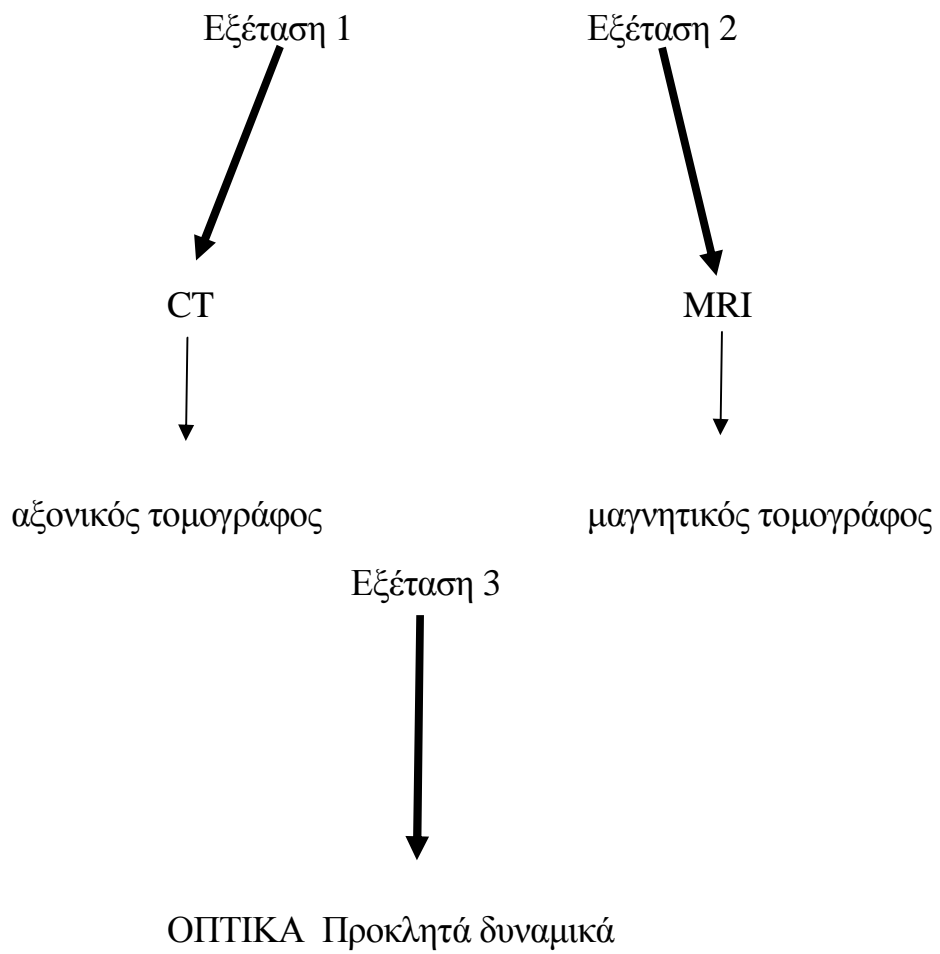 Εξέταση 1 Εξέταση 2
CT MRI
αξονικός τομογράφος μαγνητικός τομογράφος
Εξέταση 3
ΟΠΤΙΚΑ Προκλητά δυναμικά